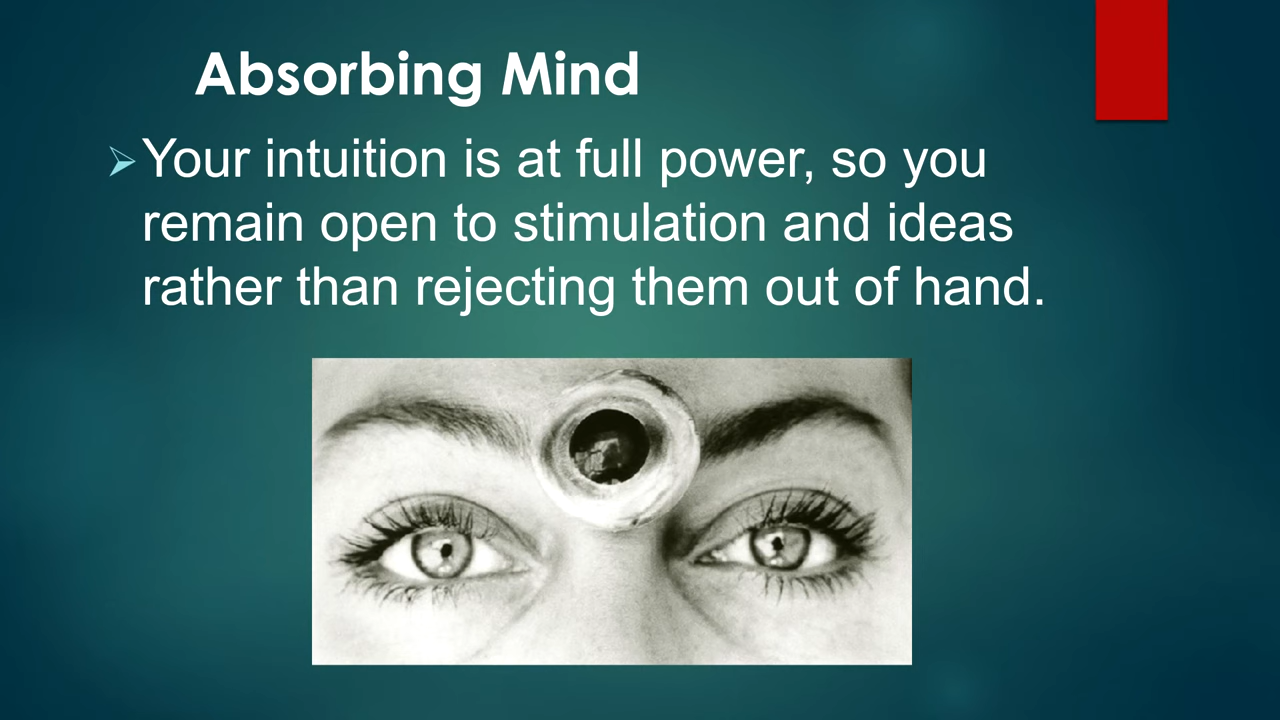 Absorbing Mind
Your intuition is at full power, so you
remain open to stimulation and ideas
rather than rejecting them out of hand.